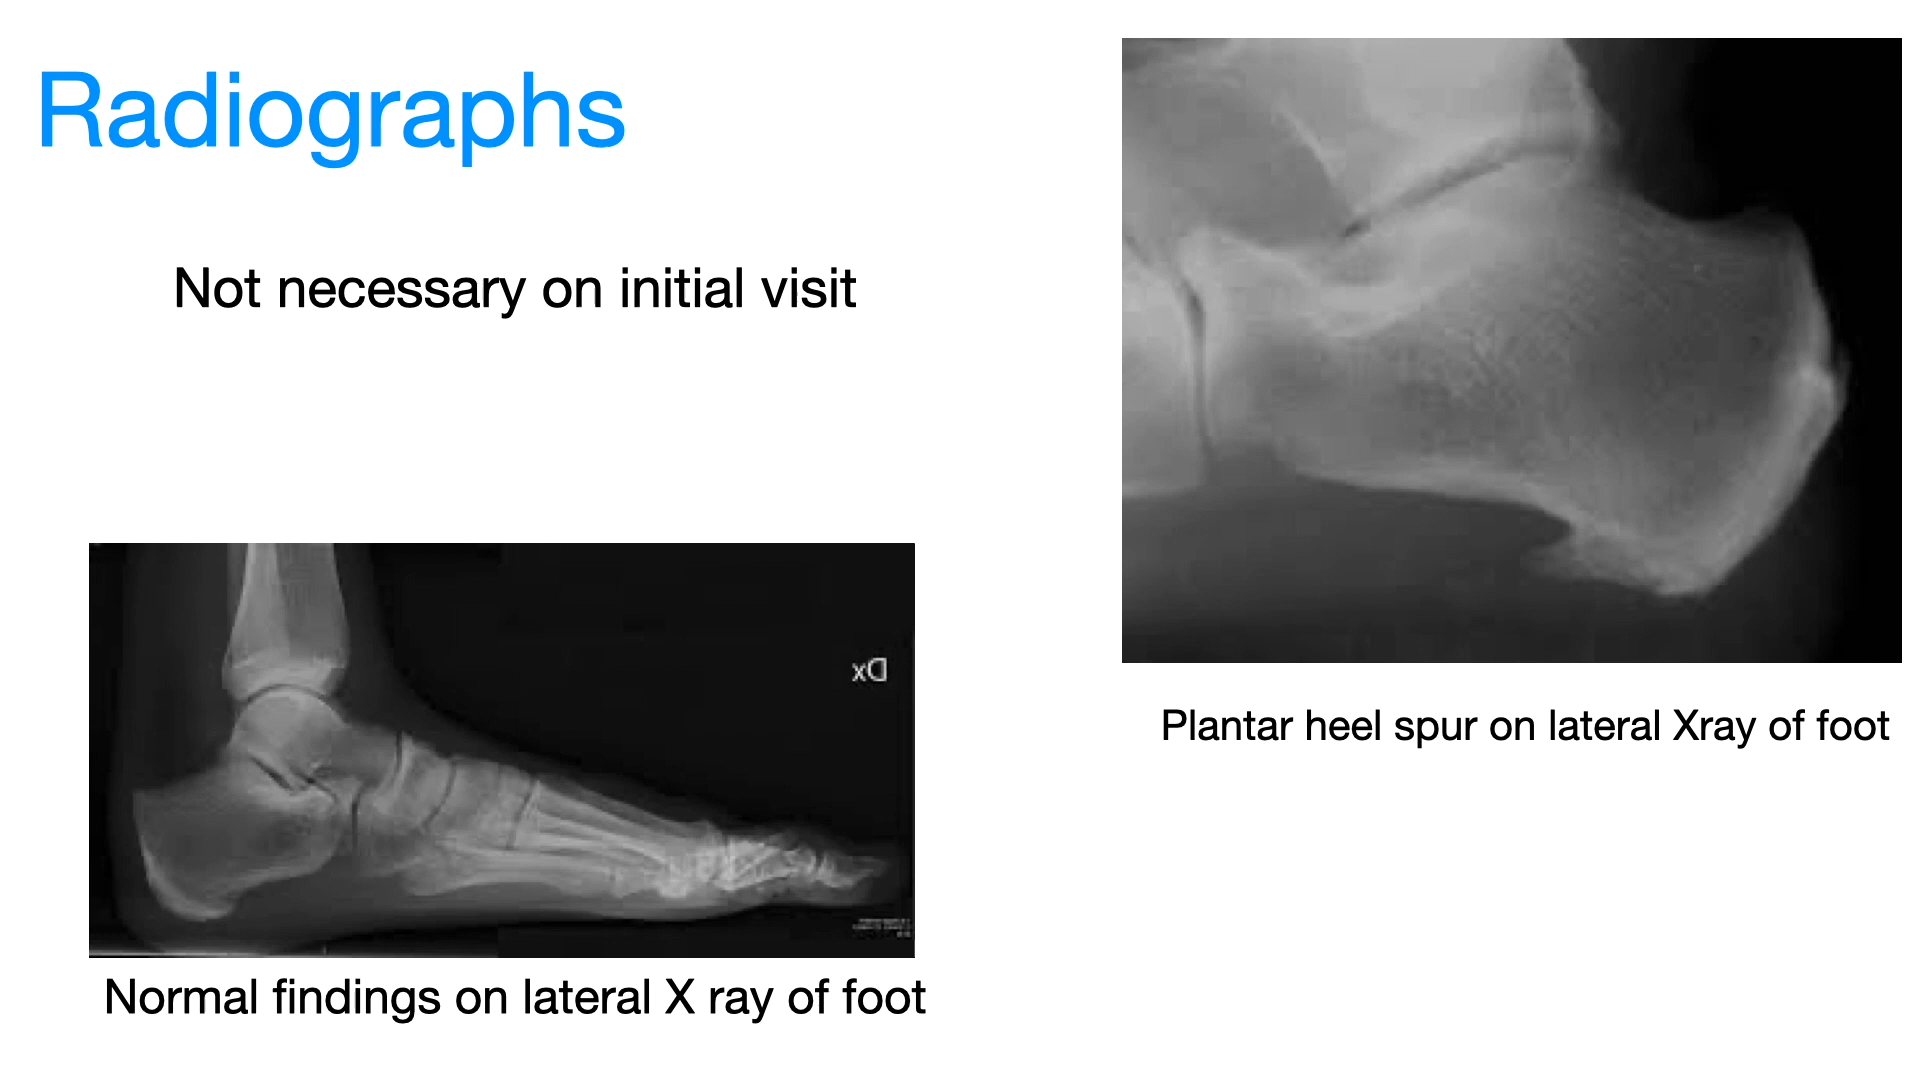 Radiographs
Not necessary on initial visit
Dx
Normal findings on lateral X ray of foot
Plantar heel spur on lateral Xray of foot